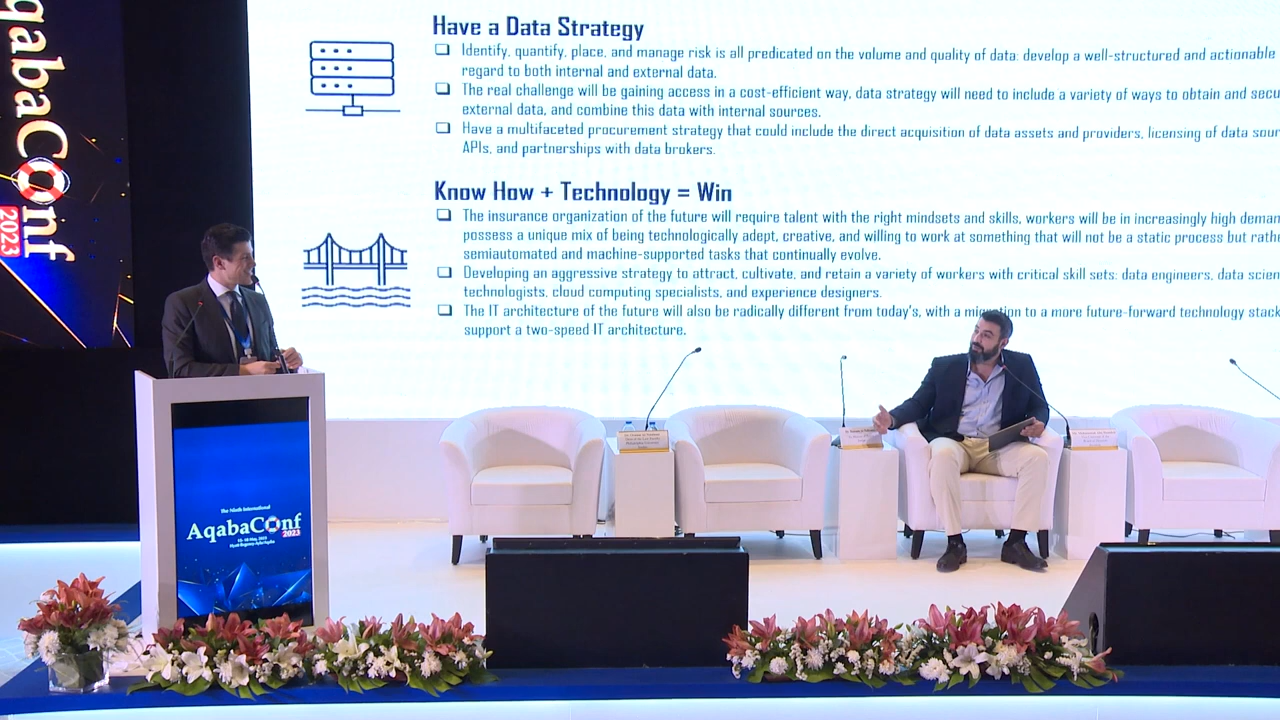 qabaConf
2023
Have a Data Strategy
Identify, quantify, place, and manage risk is all predicated on the volume and quality of data: develop a well-structured and actionable
regard to both internal and external data.
The real challenge will be gaining access in a cost-efficient way, data strategy will need to include a variety of ways to obtain and secu
external data, and combine this data with internal sources.
Have a multifaceted procurement strategy that could include the direct acquisition of data assets and providers, licensing of data sour
APIs, and partnerships with data brokers.
Know How + Technology = Win
The insurance organization of the future will require talent with the right mindsets and skills, workers will be in increasingly high deman
possess a unique mix of being technologically adept, creative, and willing to work at something that will not be a static process but rathe
semiautomated and machine-supported tasks that continually evolve.
Developing an aggressive strategy to attract, cultivate, and retain a variety of workers with critical skill sets: data engineers, data scien
technologists, cloud computing specialists, and experience designers.
The IT architecture of the future will also be radically different from today's, with a migration to a more future-forward technology stack
support a two-speed IT architecture.
The Ninth International
AqabaConf
2023